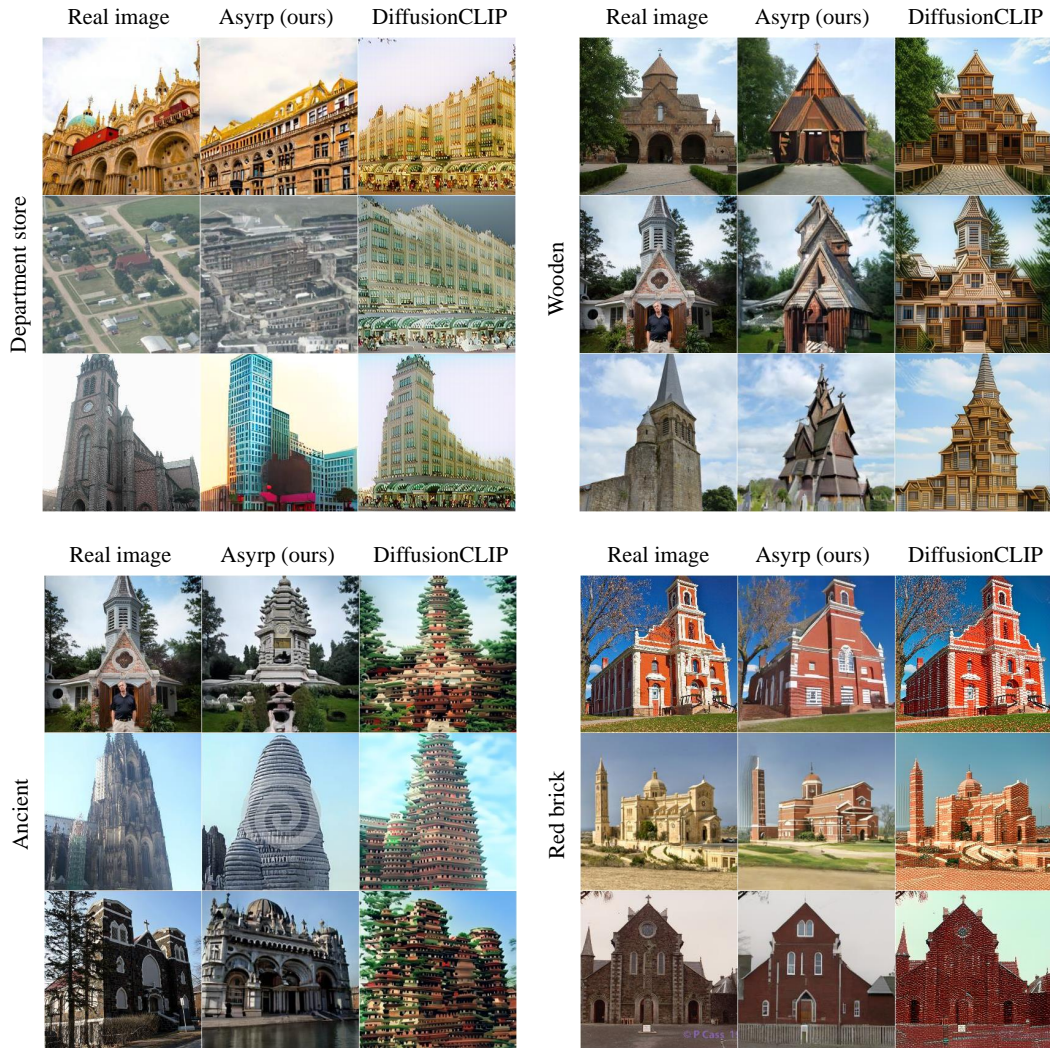 Real image Asyrp (ours) DiffusionCLIP
Department store
Real image Asyrp (ours) DiffusionCLIP
Wooden
Real image Asyrp (ours) DiffusionCLIP
Ancient
Real image Asyrp (ours) DiffusionCLIP
Red brick
© P Cass